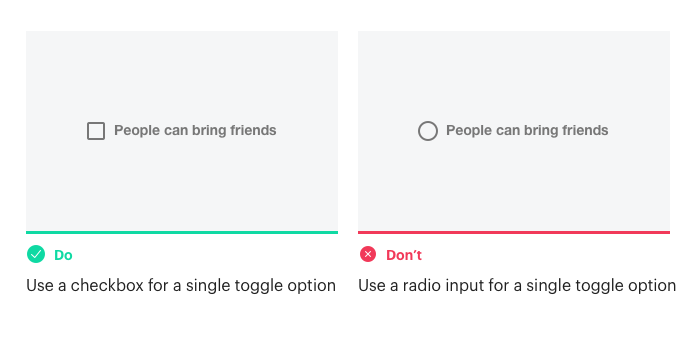 People can bring friends
Do
Use a checkbox for a single toggle option
People can bring friends
Don't
Use a radio input for a single toggle option